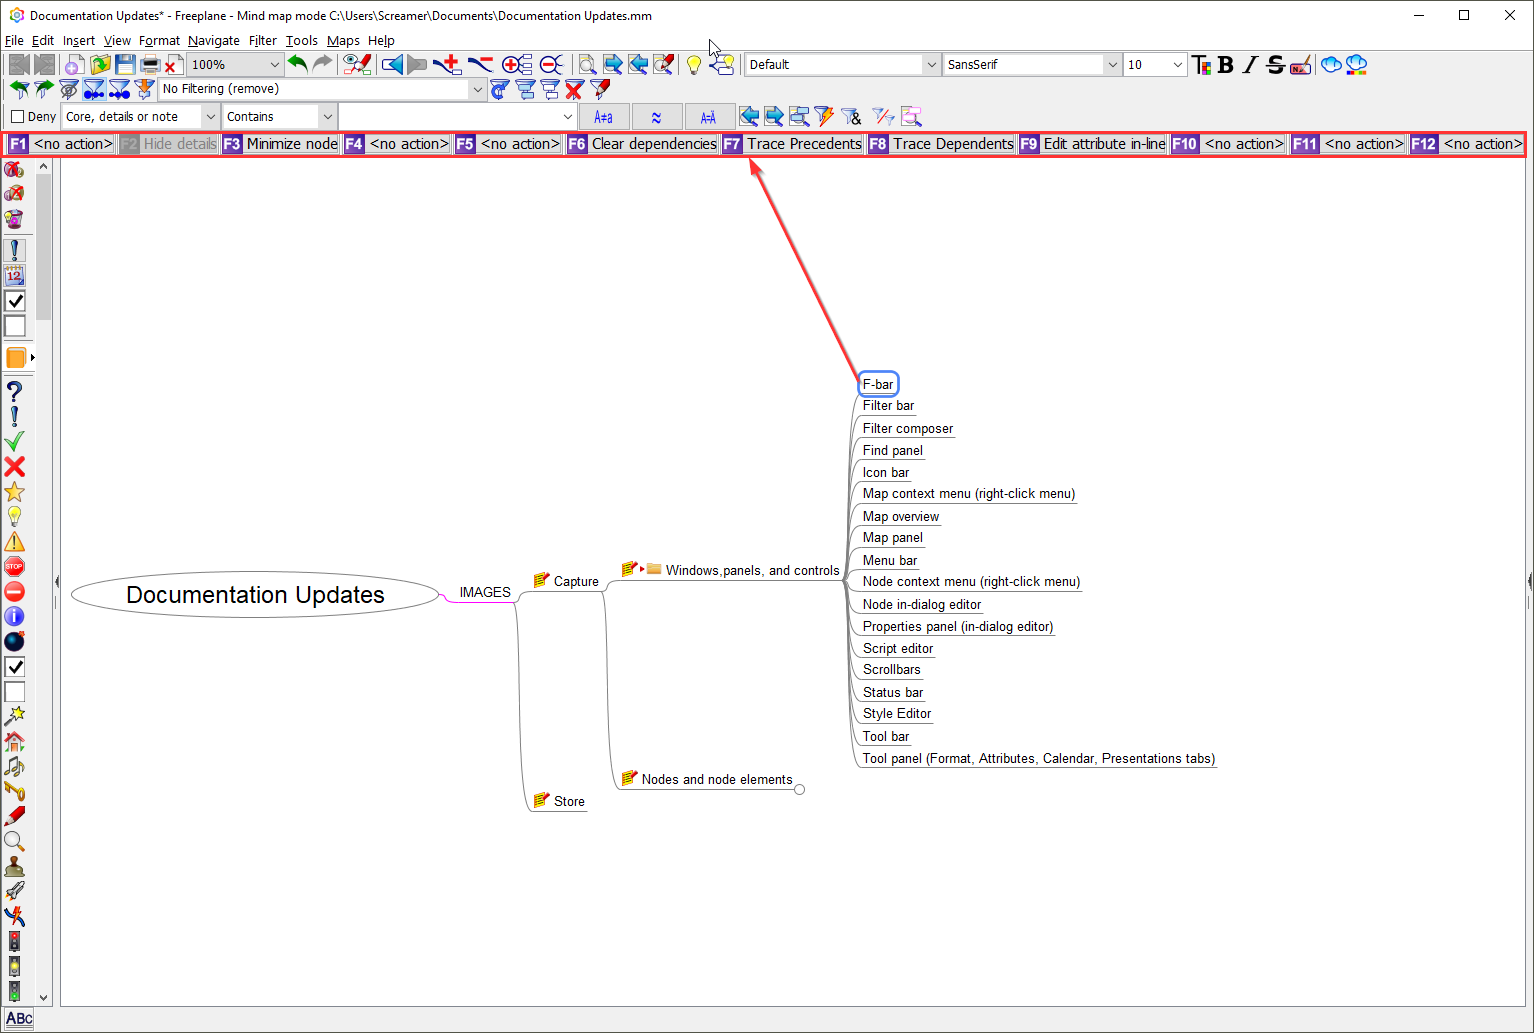 Documentation Updates* - Freeplane - Mind map mode C:\Users\Screamer\Documents\Documentation Updates.mm
File Edit Insert View Format Navigate Filter Tools Maps Help
100% Default SansSerif 10 T B I S
No Filtering (remove)
Deny Core, details or note Contains A≠a ≈ A=Ä &
F1 <no action> F2 Hide details F3 Minimize node F4 <no action> F5 <no action> F6 Clear dependencies F7 Trace Precedents F8 Trace Dependents F9 Edit attribute in-line F10 <no action> F11 <no action> F12 <no action>
12
F-bar
Filter bar
Filter composer
Find panel
Icon bar
Map context menu (right-click menu)
Map overview
Map panel
Menu bar
Windows,panels, and controls
Capture
Node context menu (right-click menu)
IMAGES
Documentation Updates
Node in-dialog editor
Properties panel (in-dialog editor)
Script editor
Scrollbars
Status bar
Style Editor
Tool bar
Tool panel (Format, Attributes, Calendar, Presentations tabs)
Nodes and node elements
Store
STOP
ABC